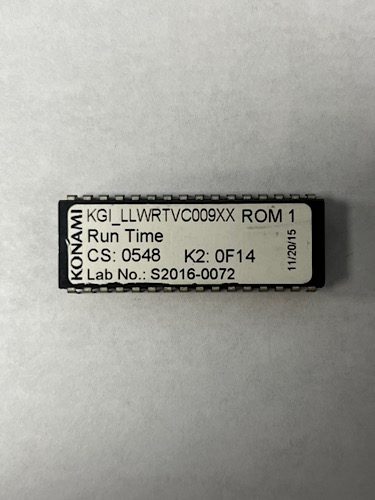 KONAMI
KGI_LLWRTVC009XX ROM 1
Run Time
CS: 0548 K2: 0F14
Lab No.: S2016-0072
11/20/15